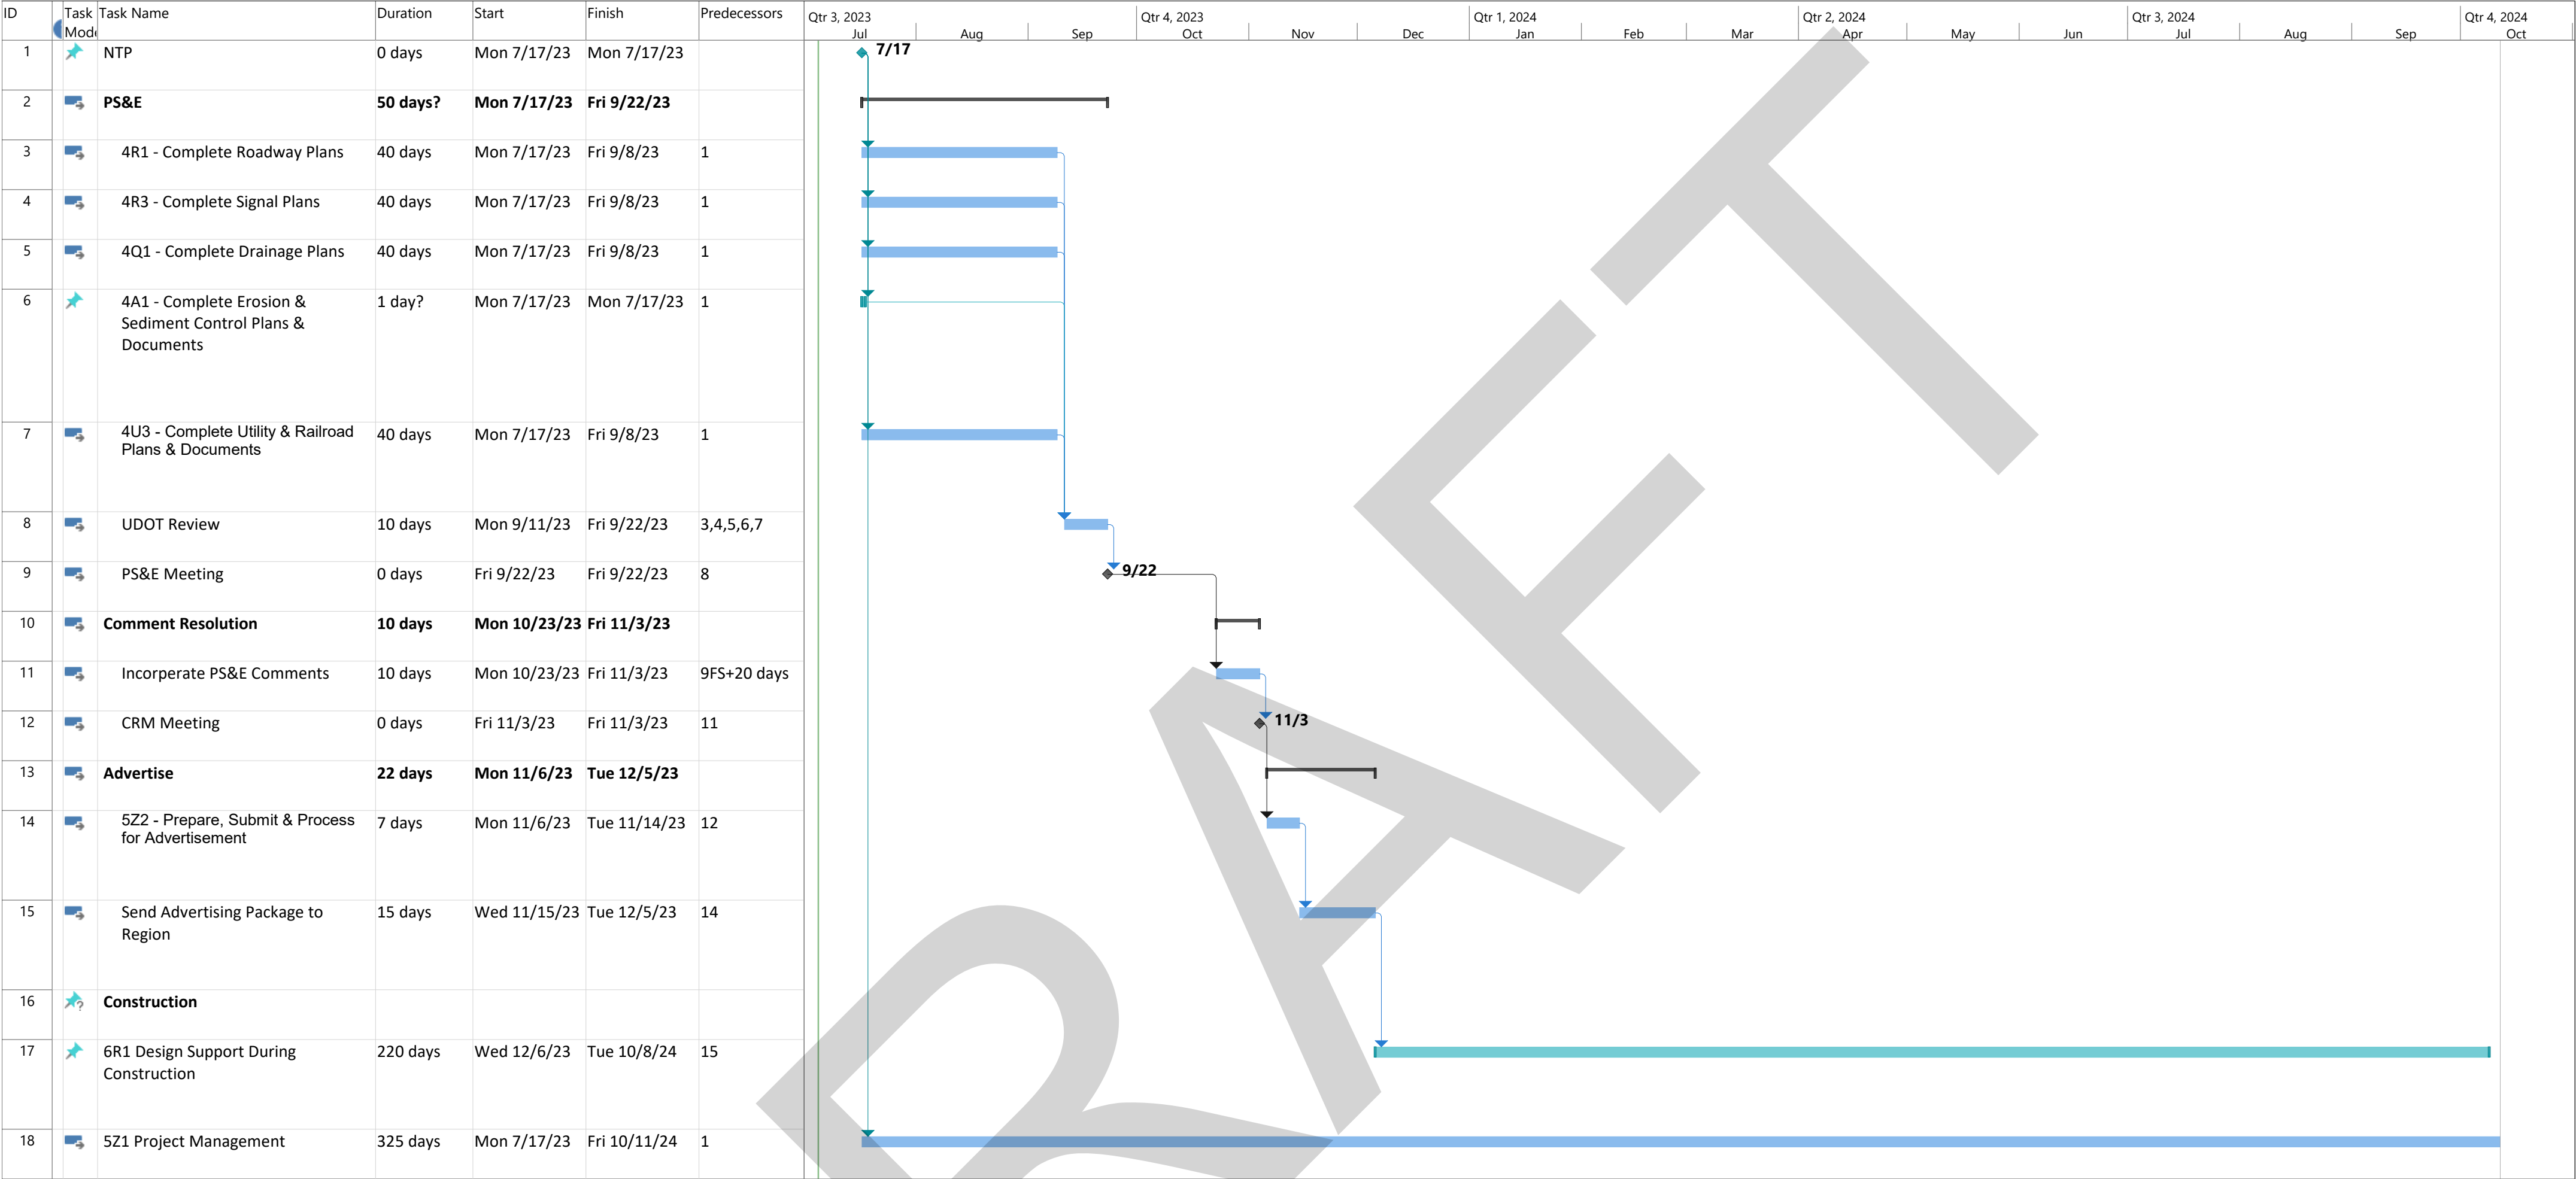 ID Task Mode Task Name Duration Start Finish Predecessors
Qtr 3, 2023 Qtr 4, 2023 Qtr 1, 2024 Qtr 2, 2024 Qtr 3, 2024 Qtr 4, 2024
Jul Aug Sep Oct Nov Dec Jan Feb Mar Apr May Jun Jul Aug Sep Oct
1 NTP 0 days Mon 7/17/23 Mon 7/17/23 7/17
2 PS&E 50 days? Mon 7/17/23 Fri 9/22/23
3 4R1 - Complete Roadway Plans 40 days Mon 7/17/23 Fri 9/8/23 1
4 4R3 - Complete Signal Plans 40 days Mon 7/17/23 Fri 9/8/23 1
5 4Q1 - Complete Drainage Plans 40 days Mon 7/17/23 Fri 9/8/23 1
6 4A1 - Complete Erosion & 1 day? Mon 7/17/23 Mon 7/17/23 1
Sediment Control Plans &
Documents
7 4U3 - Complete Utility & Railroad 40 days Mon 7/17/23 Fri 9/8/23 1
Plans & Documents
8 UDOT Review 10 days Mon 9/11/23 Fri 9/22/23 3,4,5,6,7
9 PS&E Meeting 0 days Fri 9/22/23 Fri 9/22/23 8 9/22
10 Comment Resolution 10 days Mon 10/23/23 Fri 11/3/23
11 Incorperate PS&E Comments 10 days Mon 10/23/23 Fri 11/3/23 9FS+20 days
12 CRM Meeting 0 days Fri 11/3/23 Fri 11/3/23 11 11/3
13 Advertise 22 days Mon 11/6/23 Tue 12/5/23
14 5Z2 - Prepare, Submit & Process 7 days Mon 11/6/23 Tue 11/14/23 12
for Advertisement
15 Send Advertising Package to 15 days Wed 11/15/23 Tue 12/5/23 14
Region
16 Construction
17 6R1 Design Support During 220 days Wed 12/6/23 Tue 10/8/24 15
Construction
18 5Z1 Project Management 325 days Mon 7/17/23 Fri 10/11/24 1
RAFT